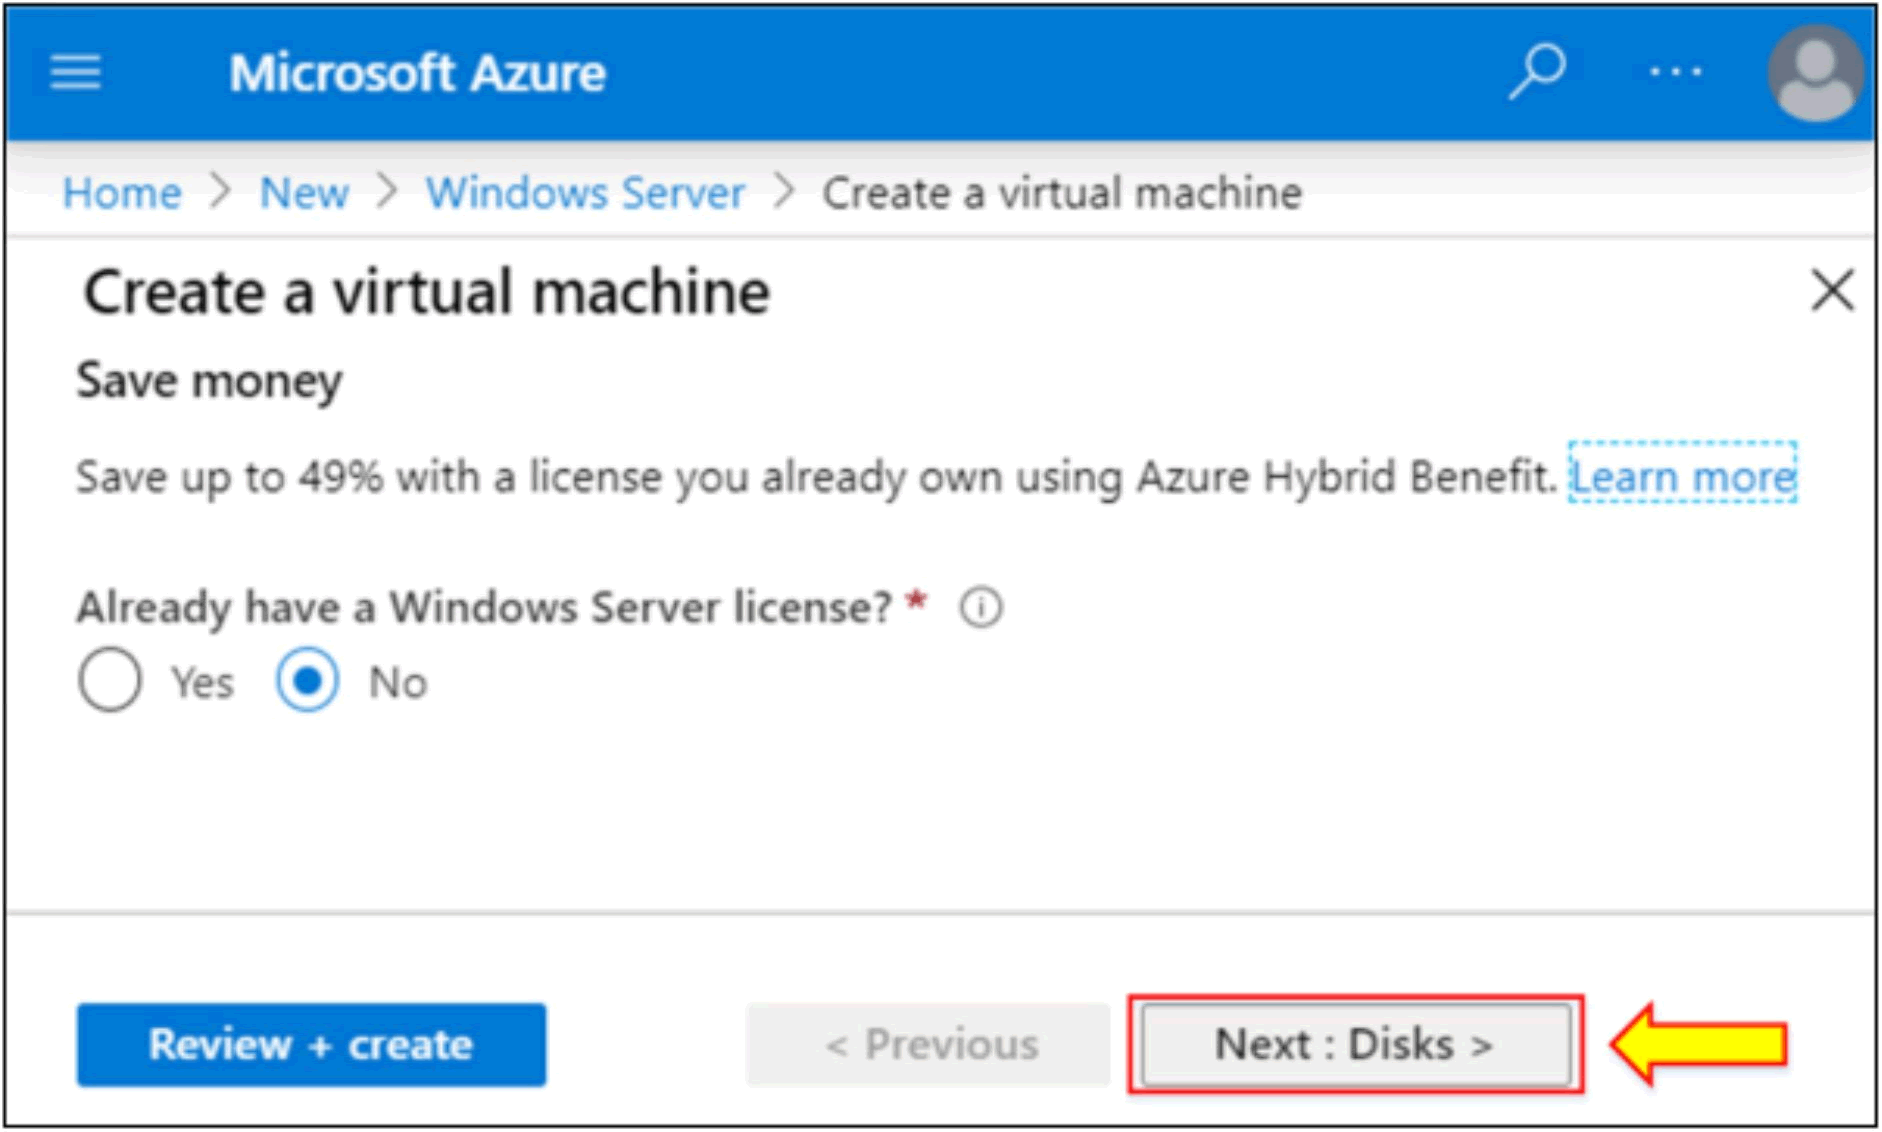 Microsoft Azure
Home > New > Windows Server > Create a virtual machine
Create a virtual machine
Save money
Save up to 49% with a license you already own using Azure Hybrid Benefit. Learn more
Already have a Windows Server license? *
Yes No
Review + create < Previous Next : Disks >